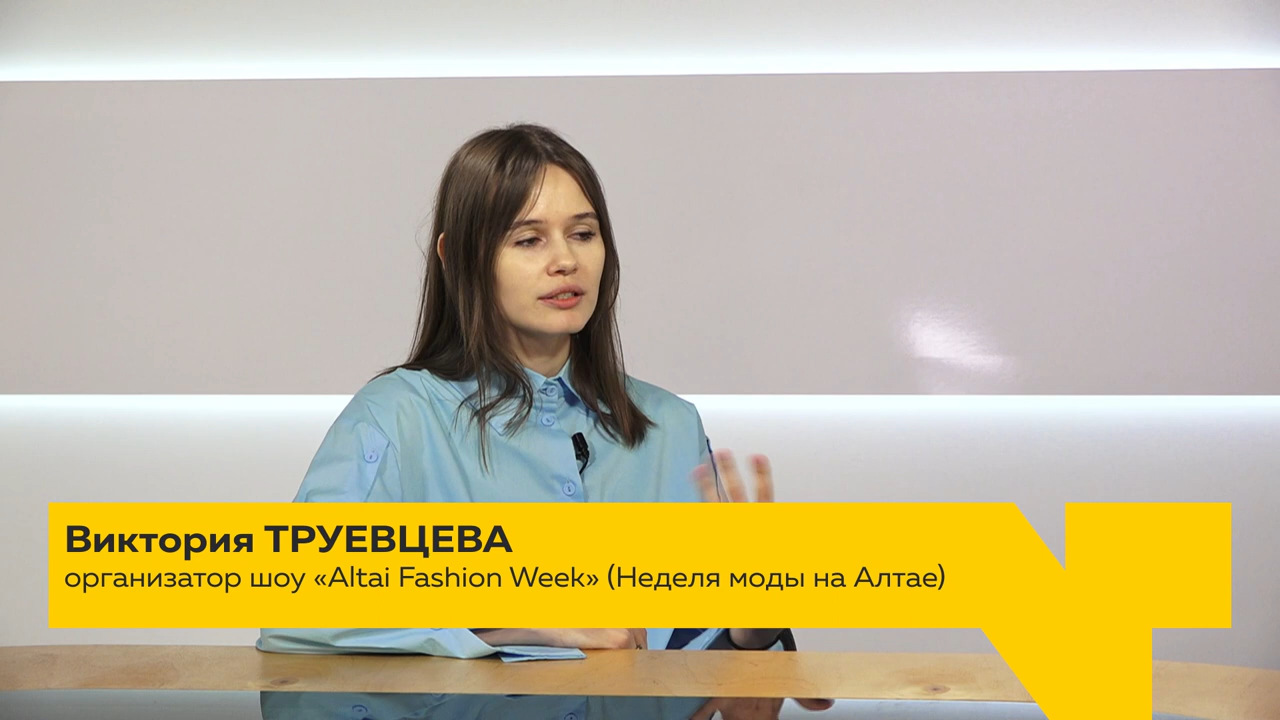 Виктория ТРУЕВЦЕВА
организатор шоу «Altai Fashion Week» (Неделя моды на Алтае)